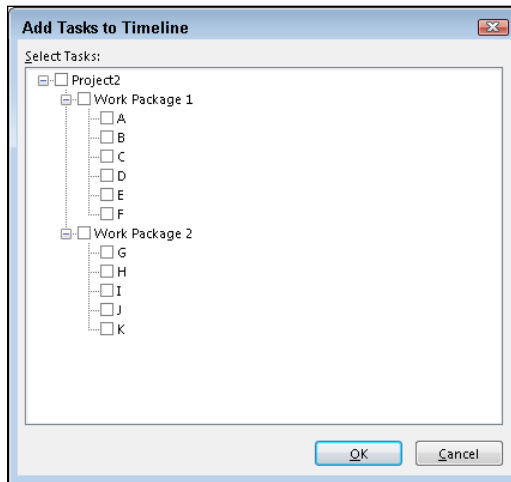 Add Tasks to Timeline
Select Tasks:
Project2
Work Package 1
A
B
C
D
E
F
Work Package 2
G
H
I
J
K
OK
Cancel